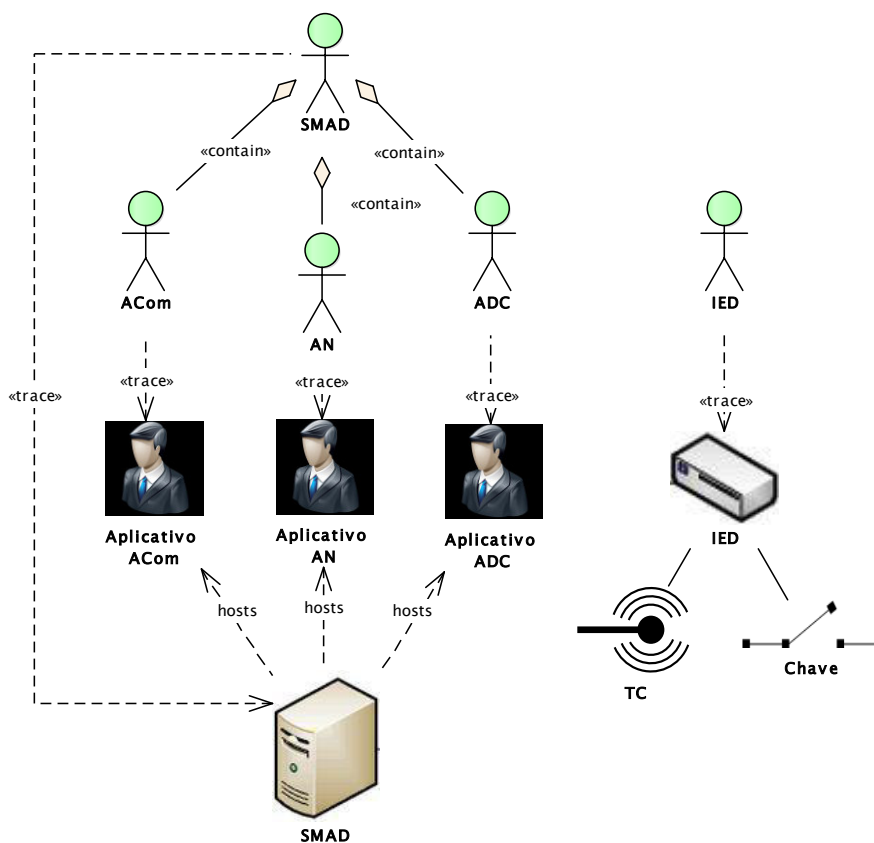 SMAD
«contain»
«contain»
«contain»
ACom
AN
ADC
IED
«trace»
«trace»
«trace»
«trace»
«trace»
Aplicativo
ACom
Aplicativo
AN
Aplicativo
ADC
IED
hosts
hosts
hosts
TC
Chave
SMAD